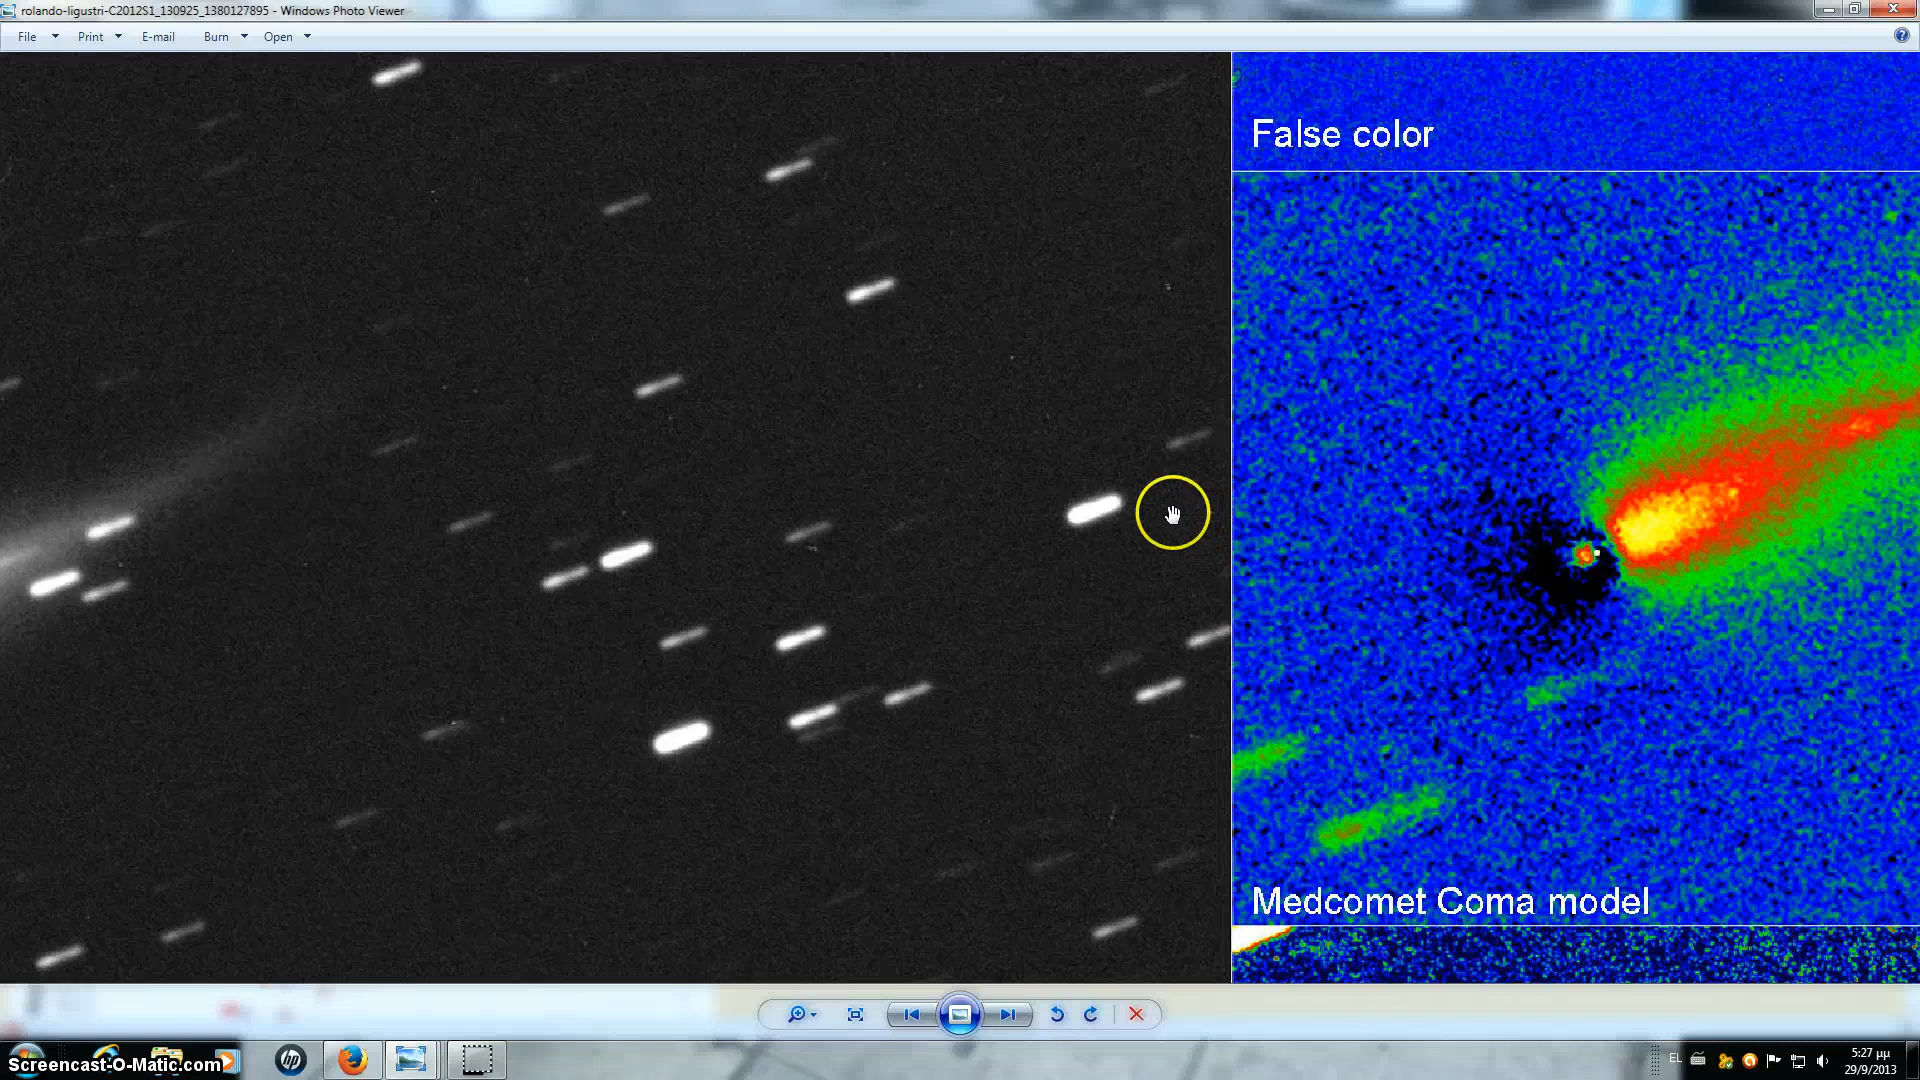 rolando-ligustri-C2012S1_130925_1380127895 - Windows Photo Viewer
File Print E-mail Burn Open
False color
Medcomet Coma model
Screencast-O-Matic.com
hp
EL
5:27 μμ
29/9/2013